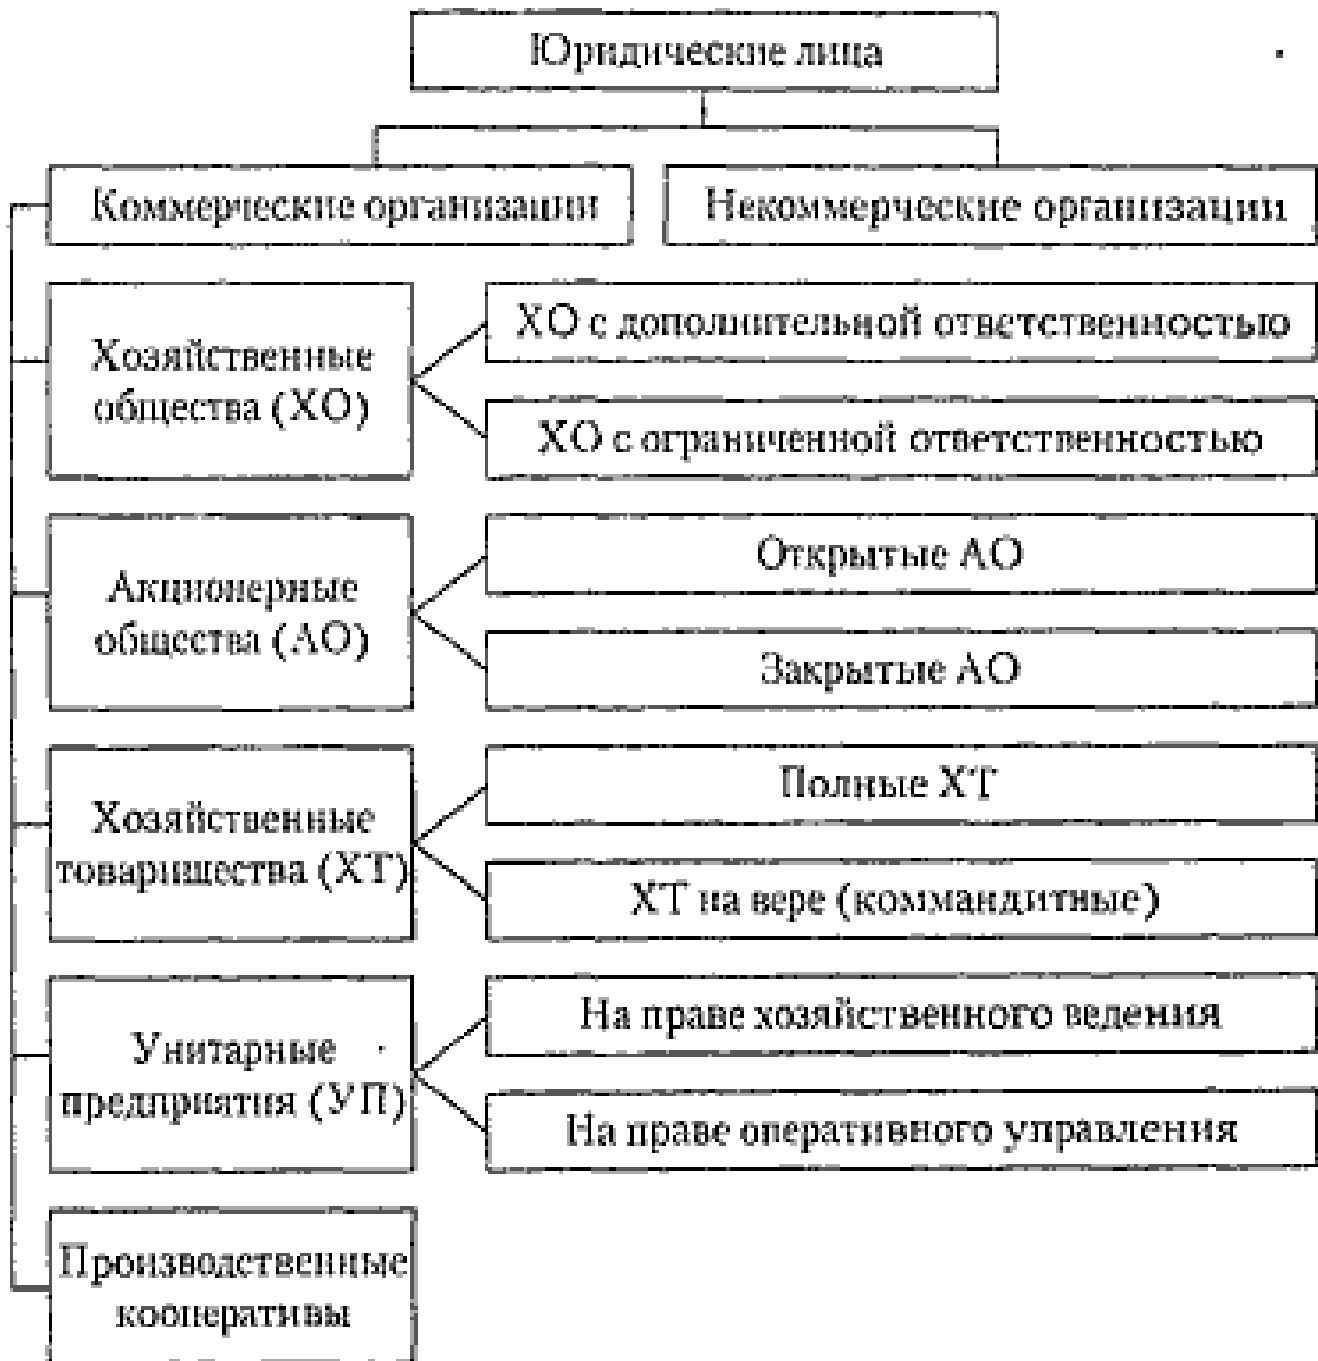 Юридические лица
Коммерческие организации
Некоммерческие организации
Хозяйственные
общества (ХО)
ХО с дополнительной ответственностью
ХО с ограниченной ответственностью
Акционерные
общества (АО)
Открытые АО
Закрытые АО
Хозяйственные
товарищества (ХТ)
Полные ХТ
ХТ на вере (коммандитные)
Унитарные
предприятия (УП)
На праве хозяйственного ведения
На праве оперативного управления
Производственные
кооперативы